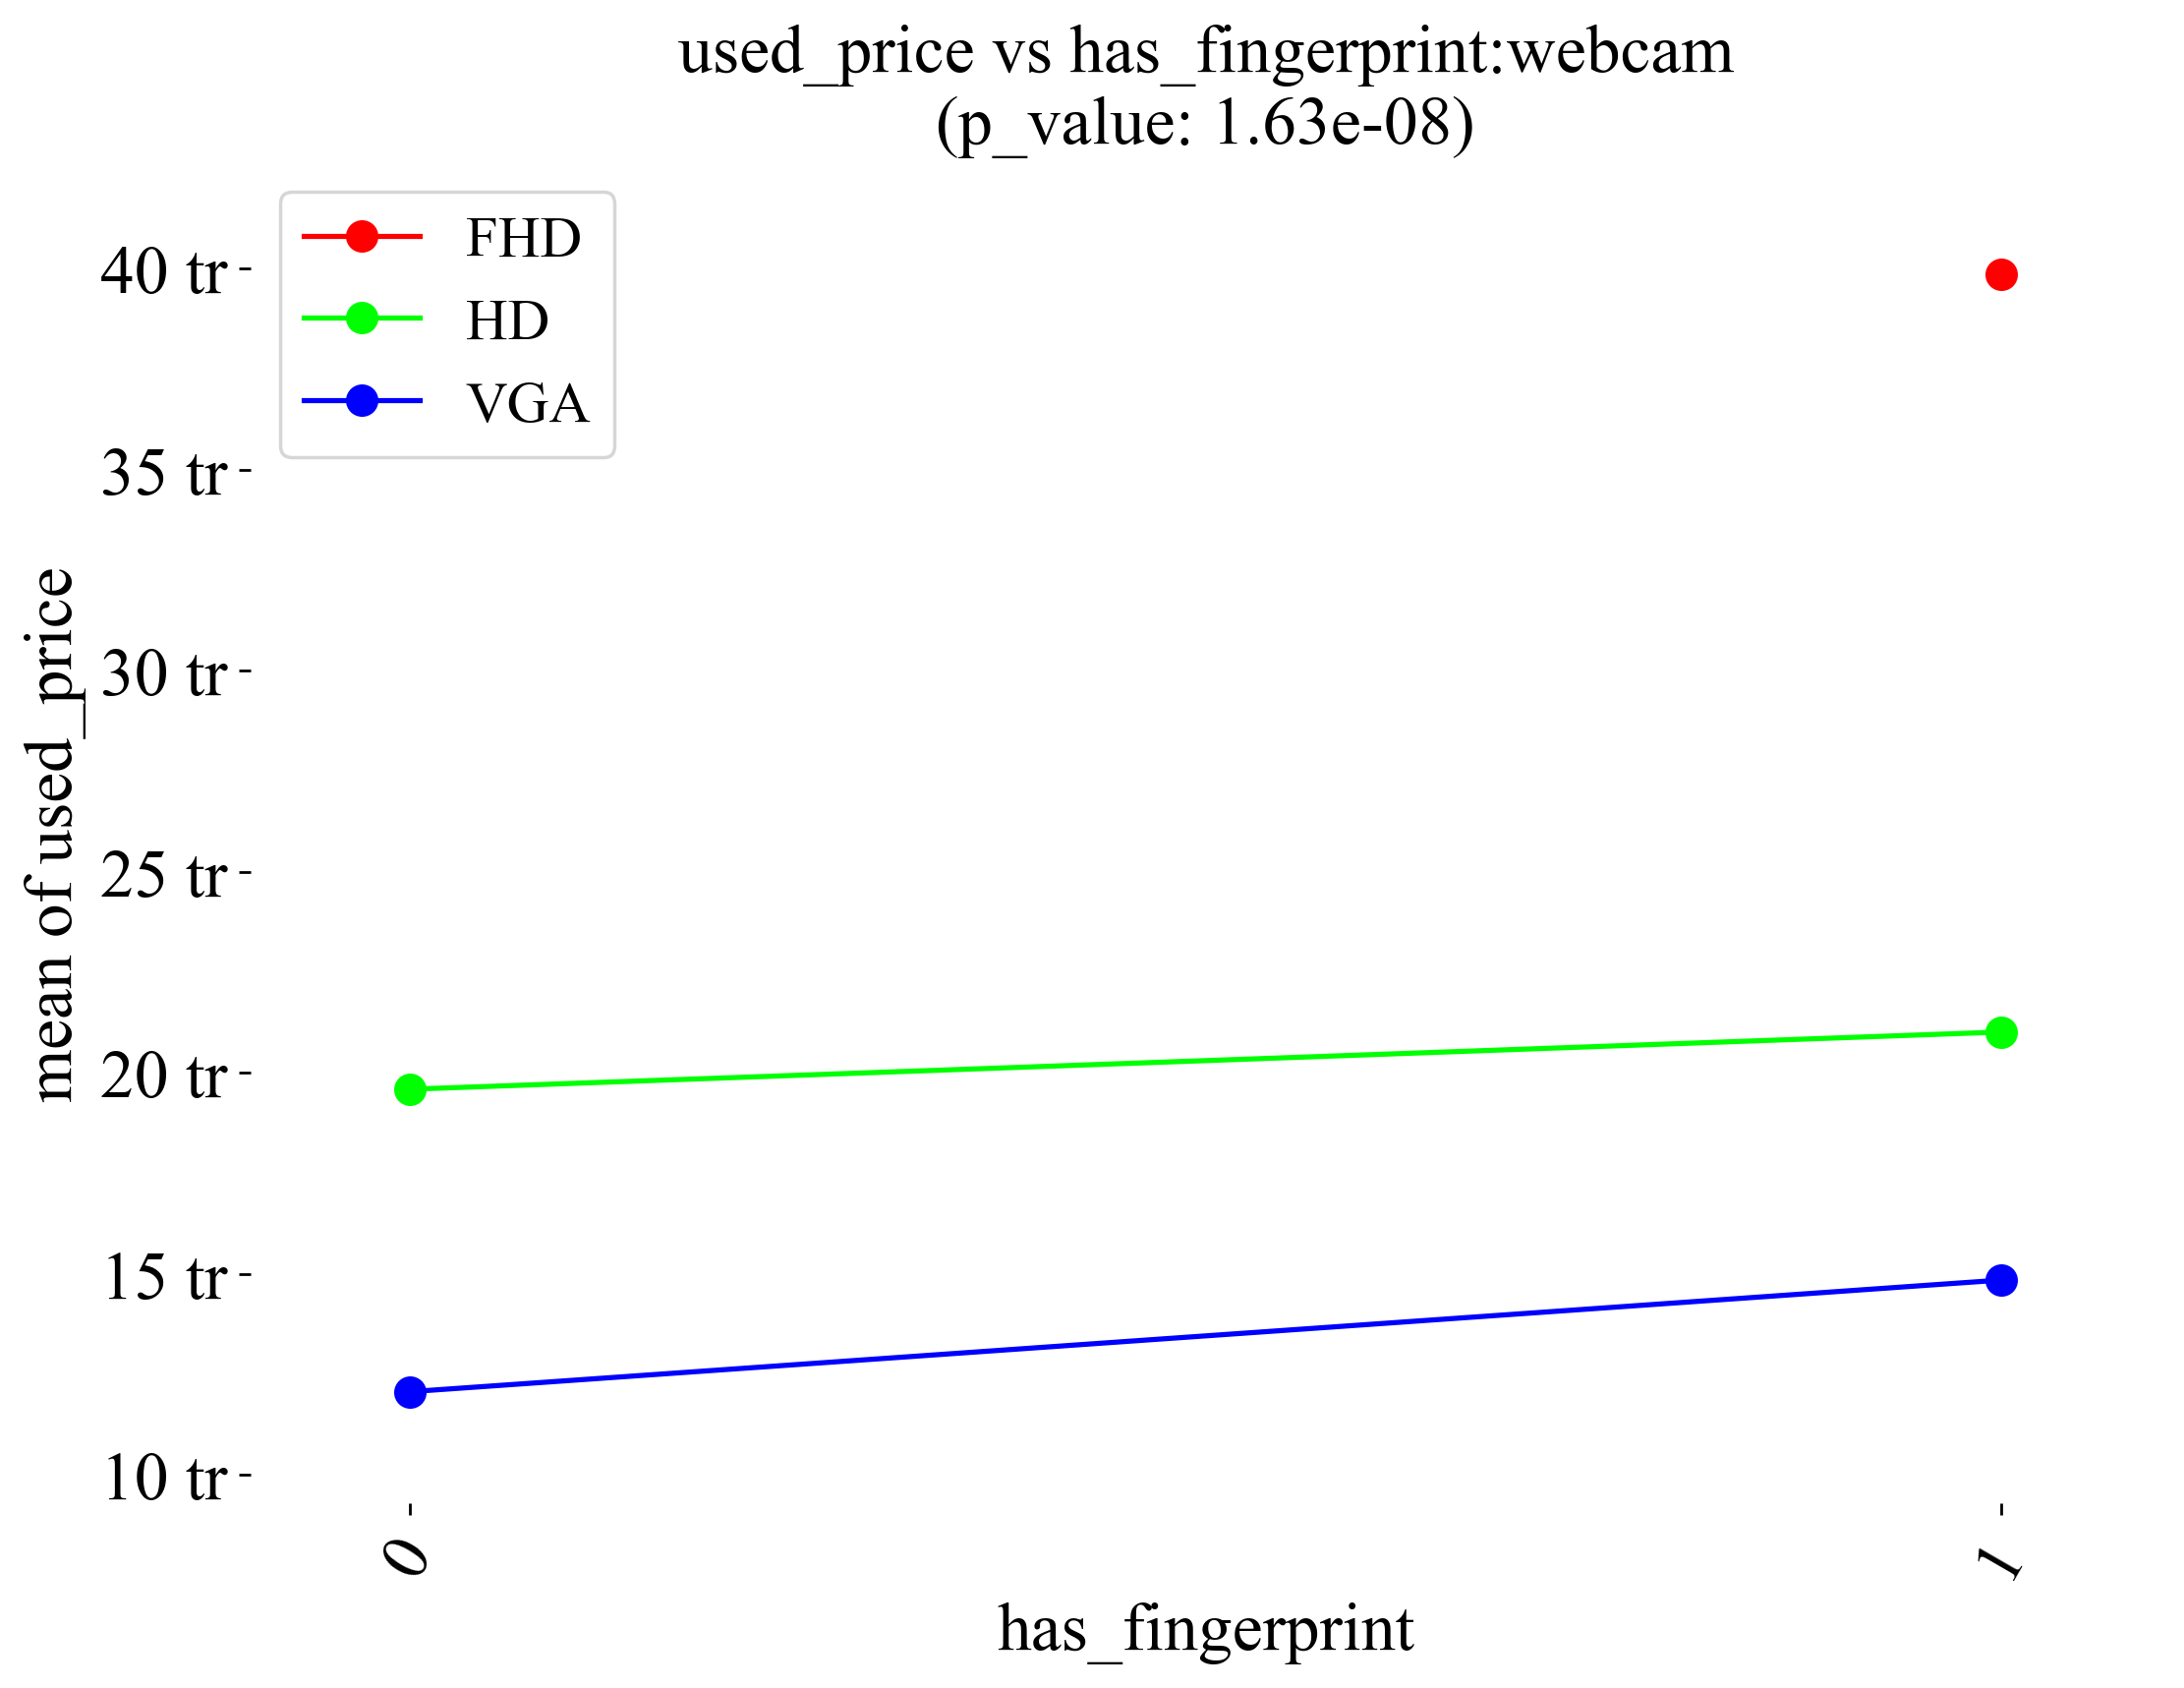 used_price vs has_fingerprint:webcam
(p_value: 1.63e-08)
FHD
HD
VGA
40 tr
35 tr
30 tr
25 tr
20 tr
15 tr
10 tr
mean of used_price
0
1
has_fingerprint